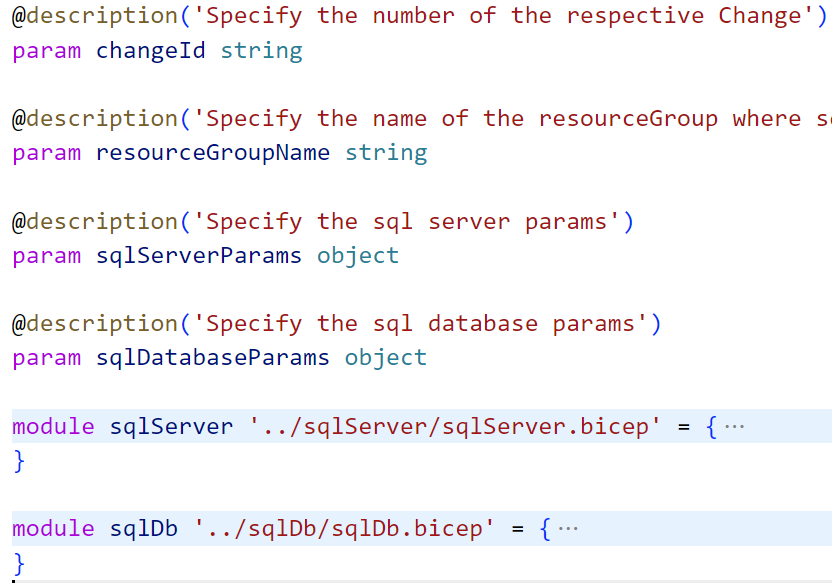 @description('Specify the number of the respective Change')
param changeId string
@description('Specify the name of the resourceGroup where
param resourceGroupName string
@description('Specify the sql server params')
param sqlServerParams object
@description('Specify the sql database params')
param sqlDatabaseParams object
module sqlServer '../sqlServer/sqlServer.bicep' = {···
}
module sqlDb '../sqlDb/sqlDb.bicep' = {···
}